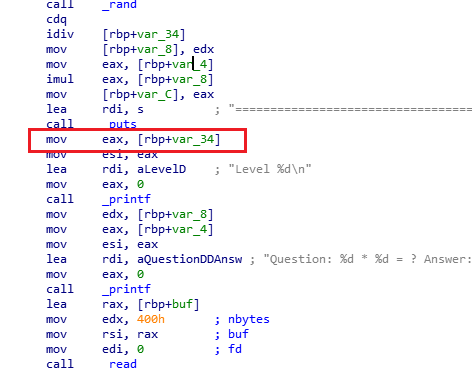 call _rand
cdq
idiv [rbp+var_34]
mov [rbp+var_8], edx
mov eax, [rbp+var_4]
imul eax, [rbp+var_8]
mov [rbp+var_C], eax
lea rdi, s ; "==================================
call _puts
mov eax, [rbp+var_34]
mov esi, eax
lea rdi, aLevelD ; "Level %d\n"
mov eax, 0
call _printf
mov edx, [rbp+var_8]
mov eax, [rbp+var_4]
mov esi, eax
lea rdi, aQuestionDDAnsw ; "Question: %d * %d = ? Answer:
mov eax, 0
call _printf
lea rax, [rbp+buf]
mov edx, 400h ; nbytes
mov rsi, rax ; buf
mov edi, 0 ; fd
call _read